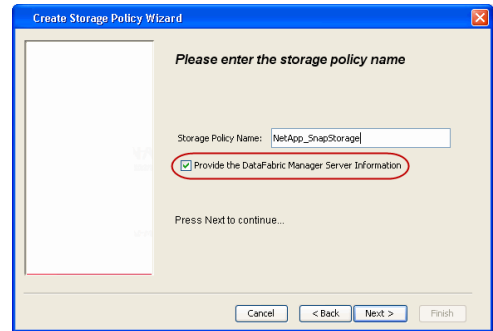 Create Storage Policy Wizard
Please enter the storage policy name
Storage Policy Name: NetApp_SnapStorage
Provide the DataFabric Manager Server Information
Press Next to continue...
Cancel < Back Next > Finish